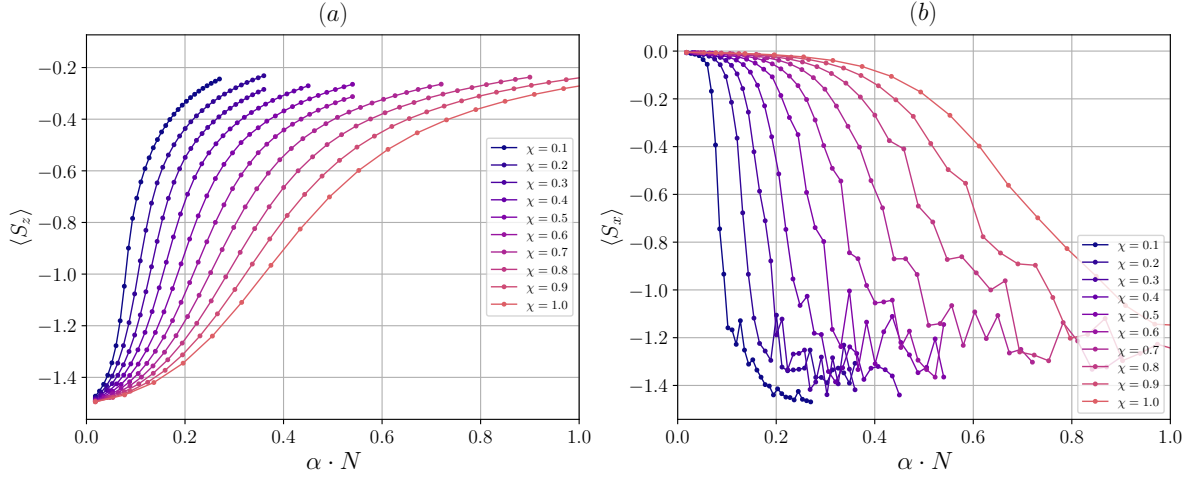 (a)
⟨S_z⟩
−0.2
−0.4
−0.6
−0.8
−1.0
−1.2
−1.4
0.0 0.2 0.4 0.6 0.8 1.0
α · N
χ = 0.1
χ = 0.2
χ = 0.3
χ = 0.4
χ = 0.5
χ = 0.6
χ = 0.7
χ = 0.8
χ = 0.9
χ = 1.0
(b)
⟨S_x⟩
0.0
−0.2
−0.4
−0.6
−0.8
−1.0
−1.2
−1.4
0.0 0.2 0.4 0.6 0.8 1.0
α · N
χ = 0.1
χ = 0.2
χ = 0.3
χ = 0.4
χ = 0.5
χ = 0.6
χ = 0.7
χ = 0.8
χ = 0.9
χ = 1.0